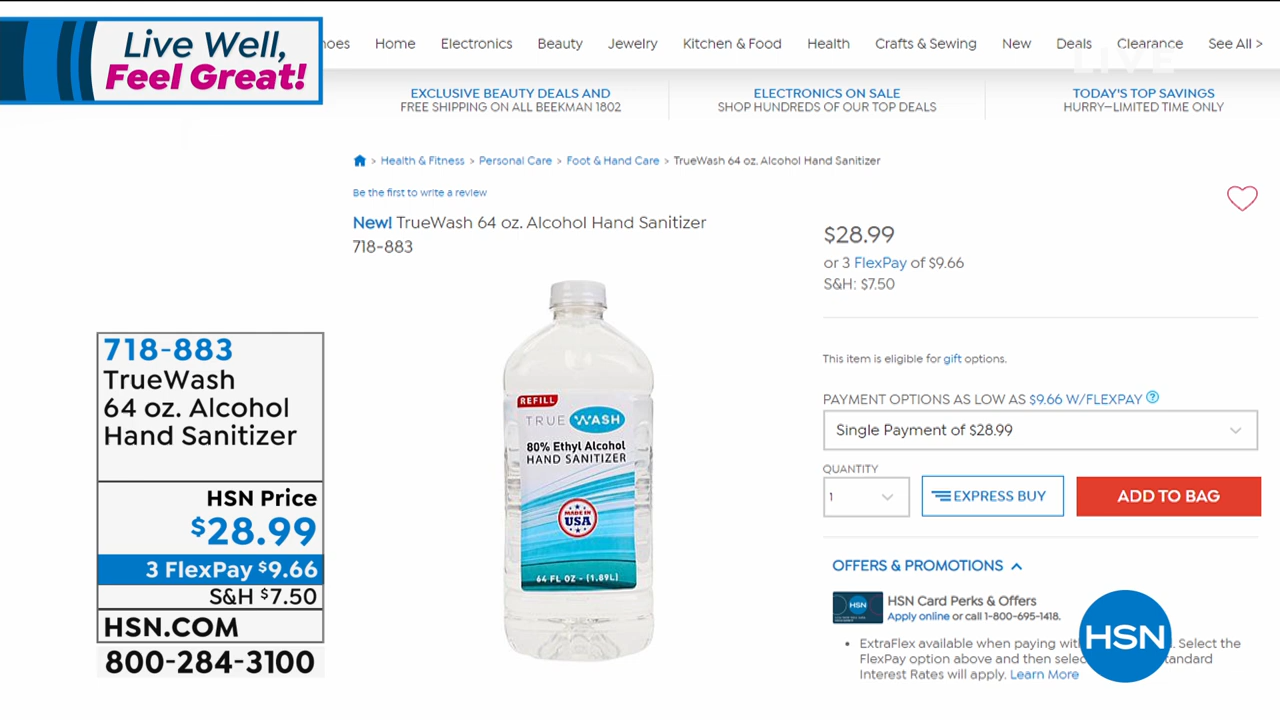 Live Well,
Feel Great!
Home Electronics Beauty Jewelry Kitchen & Food Health Crafts & Sewing New Deals Clearance See All >
LIVE
EXCLUSIVE BEAUTY DEALS AND
FREE SHIPPING ON ALL BEEKMAN 1802
ELECTRONICS ON SALE
SHOP HUNDREDS OF OUR TOP DEALS
TODAY'S TOP SAVINGS
HURRY–LIMITED TIME ONLY
> Health & Fitness > Personal Care > Foot & Hand Care > TrueWash 64 oz. Alcohol Hand Sanitizer
Be the first to write a review
New! TrueWash 64 oz. Alcohol Hand Sanitizer
718-883
$28.99
or 3 FlexPay of $9.66
S&H: $7.50
This item is eligible for gift options.
PAYMENT OPTIONS AS LOW AS $9.66 W/FLEXPAY ?
Single Payment of $28.99
QUANTITY
1
EXPRESS BUY
ADD TO BAG
OFFERS & PROMOTIONS
HSN
HSN Card Perks & Offers
Apply online or call 1-800-695-1418.
• ExtraFlex available when paying . Select the
FlexPay option above and then
Interest Rates will apply. Learn More
HSN
REFILL
TRUE WASH
80% Ethyl Alcohol
HAND SANITIZER
MADE IN
USA
64 FL OZ - (1.89L)
718-883
TrueWash
64 oz. Alcohol
Hand Sanitizer
HSN Price
$28.99
3 FlexPay $9.66
S&H $7.50
HSN.COM
800-284-3100